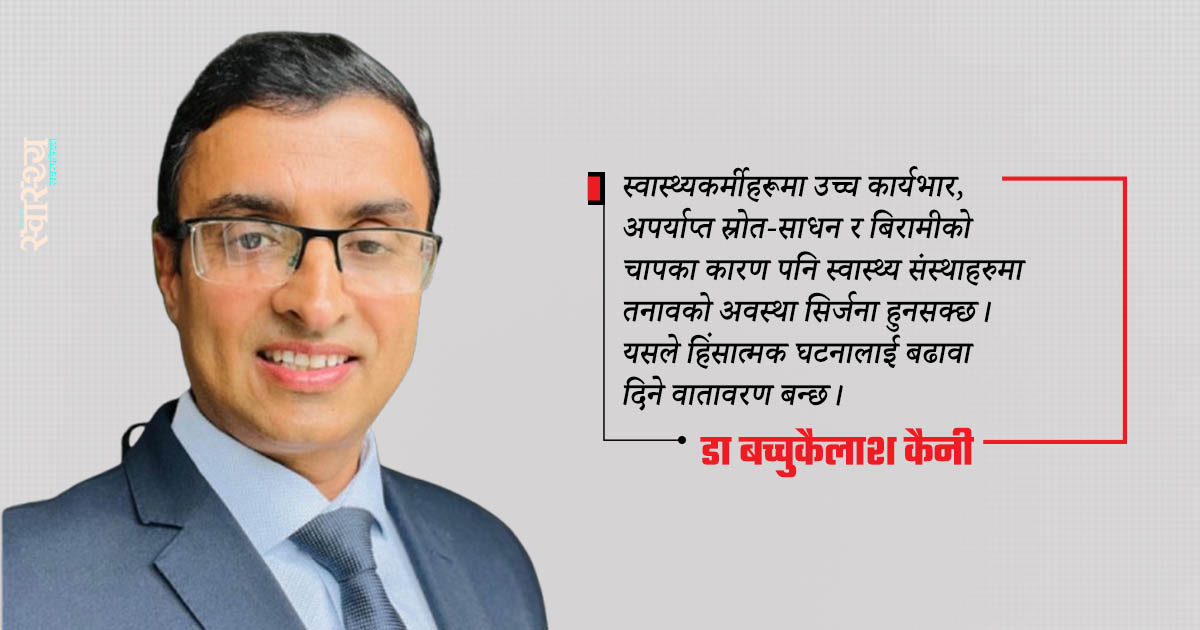 स्वास्थ्य
स्वास्थ्यकर्मीहरूमा उच्च कार्यभार,
अपर्याप्त स्रोत-साधन र बिरामीको
चापका कारण पनि स्वास्थ्य संस्थाहरुमा
तनावको अवस्था सिर्जना हुनसक्छ ।
यसले हिंसात्मक घटनालाई बढावा
दिने वातावरण बन्छ ।
डा बच्चुकैलाश कैनी